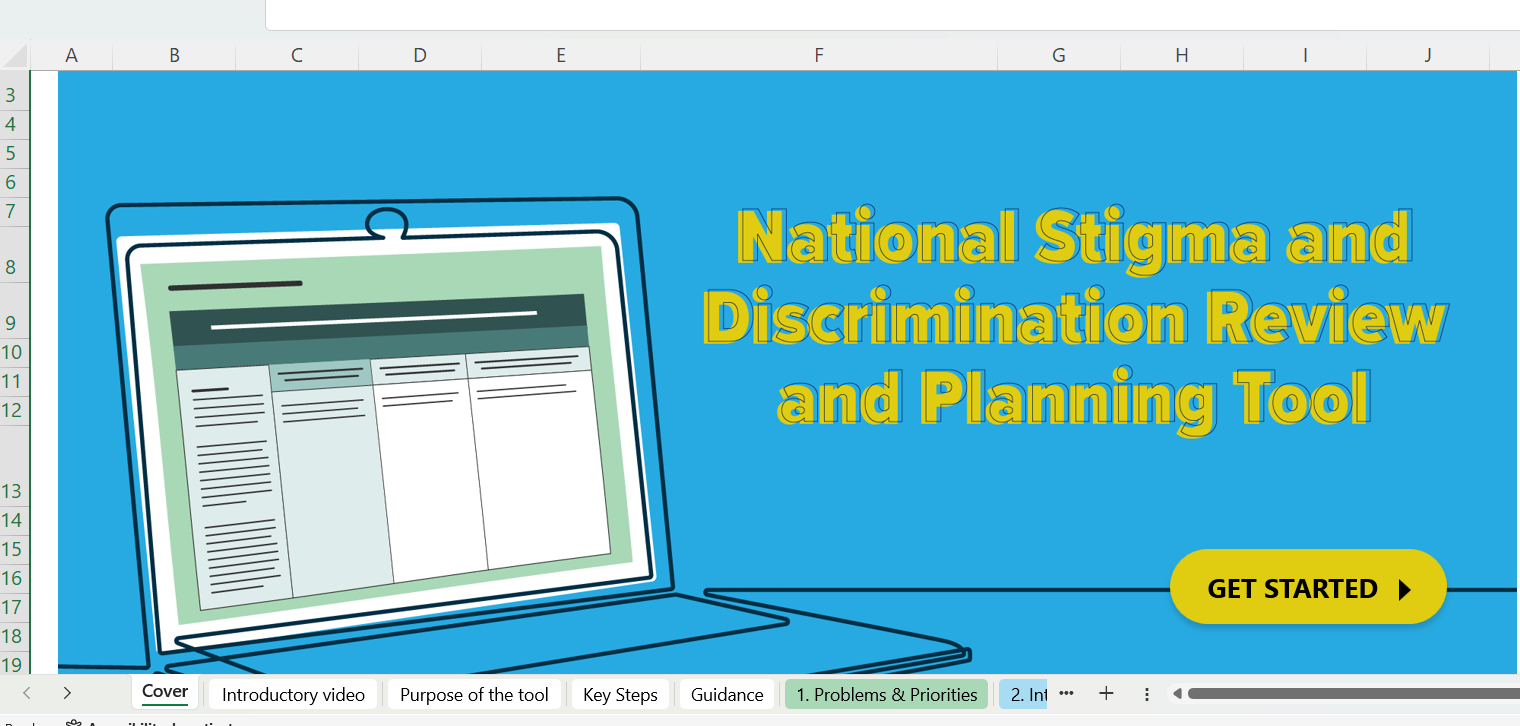 A B C D E F G H I J
3
4
5
6
7
8
9
10
11
12
13
14
15
16
17
18
19
National Stigma and
Discrimination Review
and Planning Tool
GET STARTED
Cover Introductory video Purpose of the tool Key Steps Guidance 1. Problems & Priorities 2. Int